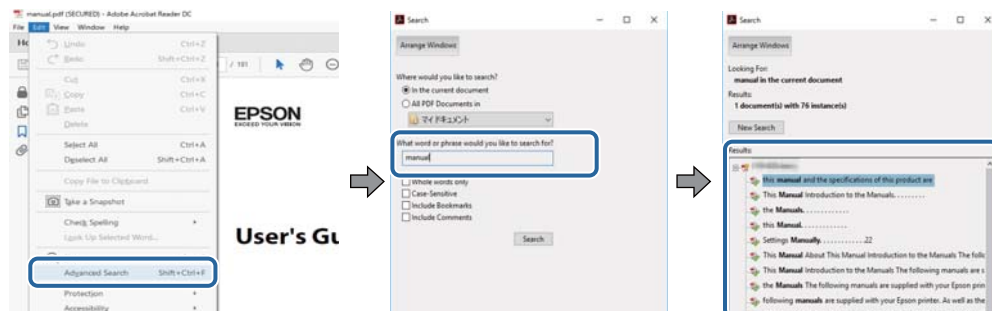 manual.pdf (SECURED) - Adobe Acrobat Reader DC
File Edit View Window Help
Undo Ctrl+Z
Redo Shift+Ctrl+Z
Cut Ctrl+X
Copy Ctrl+C
Paste Ctrl+V
Delete
Select All Ctrl+A
Deselect All Shift+Ctrl+A
Copy File to Clipboard
Take a Snapshot
Check Spelling
Look Up Selected Word...
Advanced Search Shift+Ctrl+F
Protection
Accessibility
EPSON
EXCEED YOUR VISION
User's Gu
Search
Arrange Windows
Where would you like to search?
In the current document
All PDF Documents in
マイ ドキュメント
What word or phrase would you like to search for?
manual
Whole words only
Case-Sensitive
Include Bookmarks
Include Comments
Search
Search
Arrange Windows
Looking For:
manual in the current document
Results:
1 document(s) with 76 instance(s)
New Search
Results:
this manual and the specifications of this product are
This Manual Introduction to the Manuals. . . . . . . .
the Manuals. . . . . . . . . . . .
this Manual. . . . . . . . . . . .
Settings Manually. . . . . . . . . . . .22
This Manual About This Manual Introduction to the Manuals The follo
This Manual Introduction to the Manuals The following manuals are s
the Manuals The following manuals are supplied with your Epson prin
following manuals are supplied with your Epson printer. As well as the